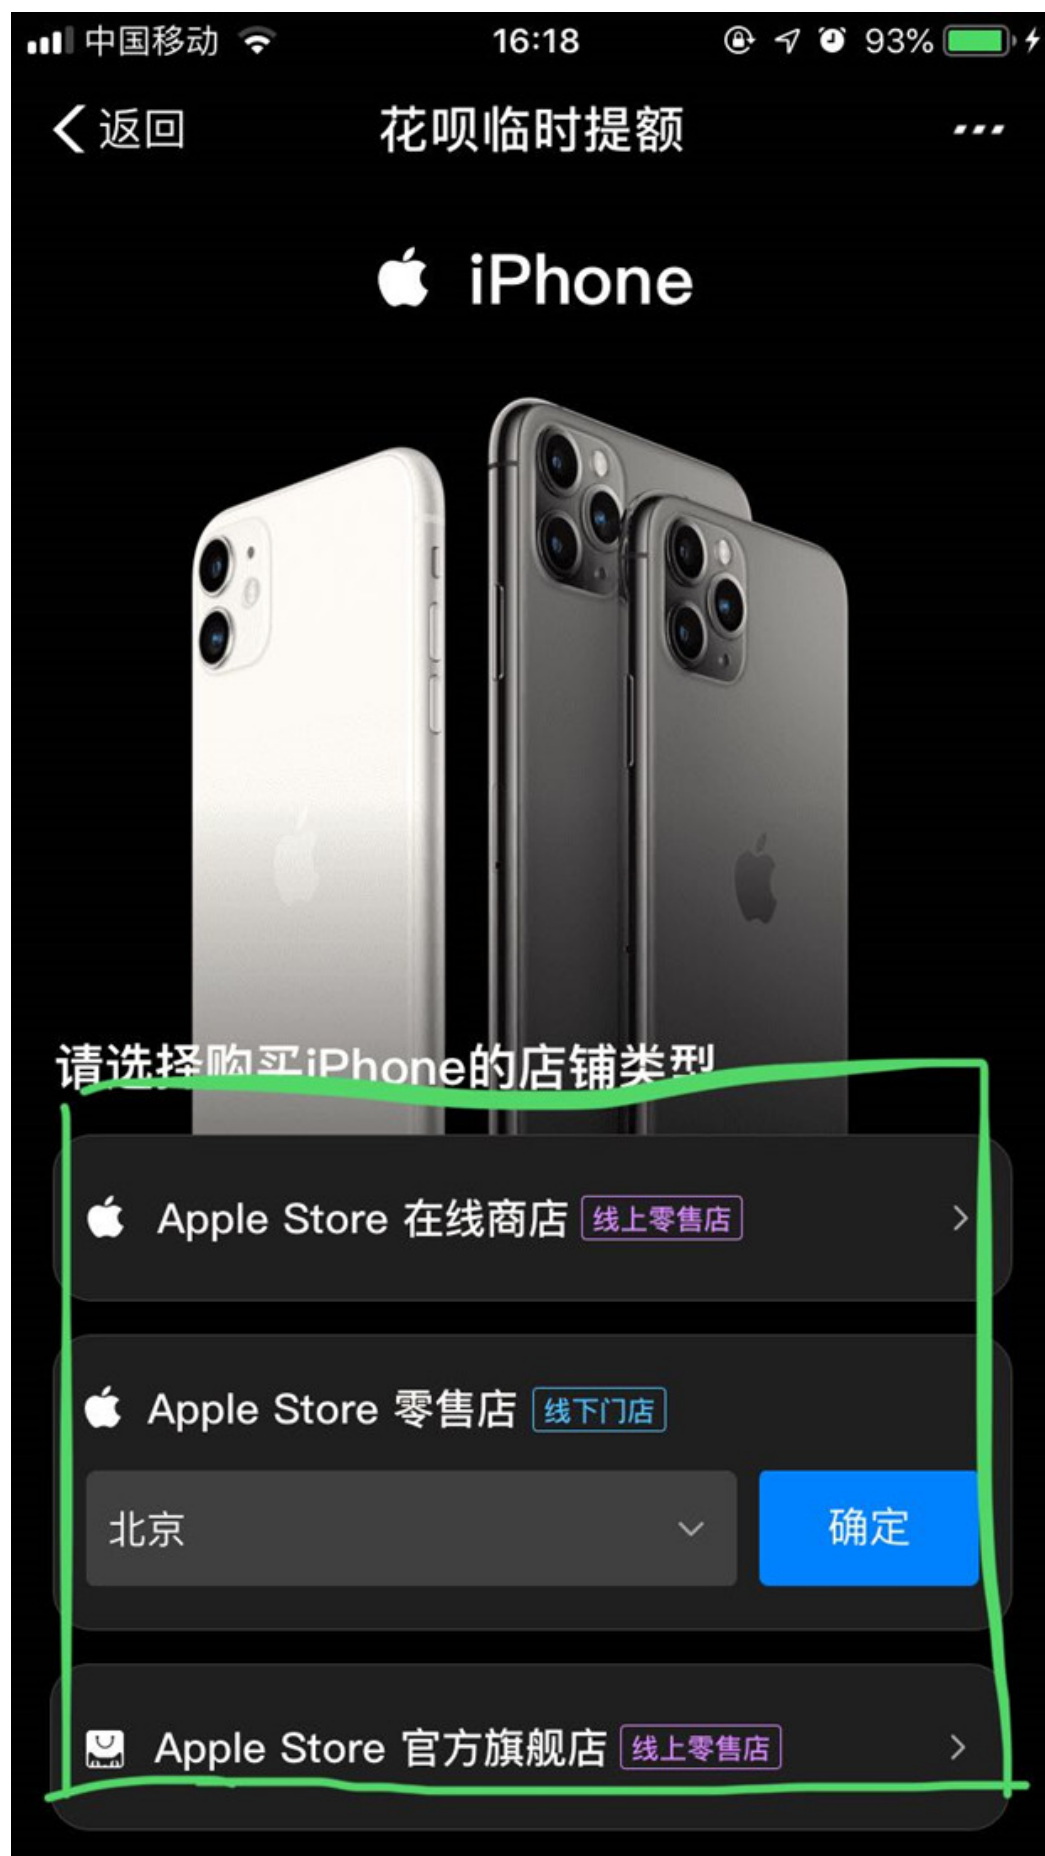 中国移动
16:18
93%
返回
花呗临时提额
iPhone
请选择购买iPhone的店铺类型
Apple Store 在线商店 线上零售店
Apple Store 零售店 线下门店
北京
确定
Apple Store 官方旗舰店 线上零售店